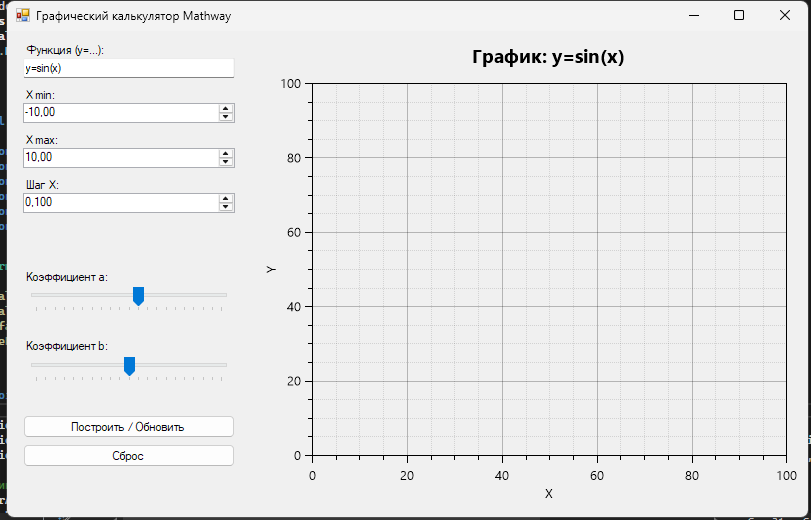 Графический калькулятор Mathway
Функция (y=...):
y=sin(x)
X min:
-10,00
X max:
10,00
Шаг X:
0,100
Коэффициент a:
Коэффициент b:
Построить / Обновить
Сброс
График: y=sin(x)
100
80
60
40
20
0
Y
0 20 40 60 80 100
X